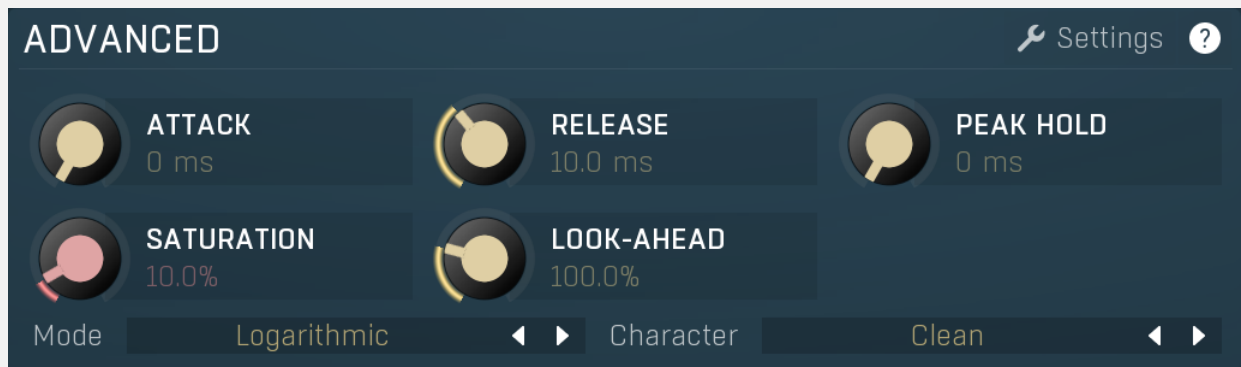 ADVANCED
Settings ?
ATTACK
0 ms
RELEASE
10.0 ms
PEAK HOLD
0 ms
SATURATION
10.0%
LOOK-AHEAD
100.0%
Mode Logarithmic Character Clean